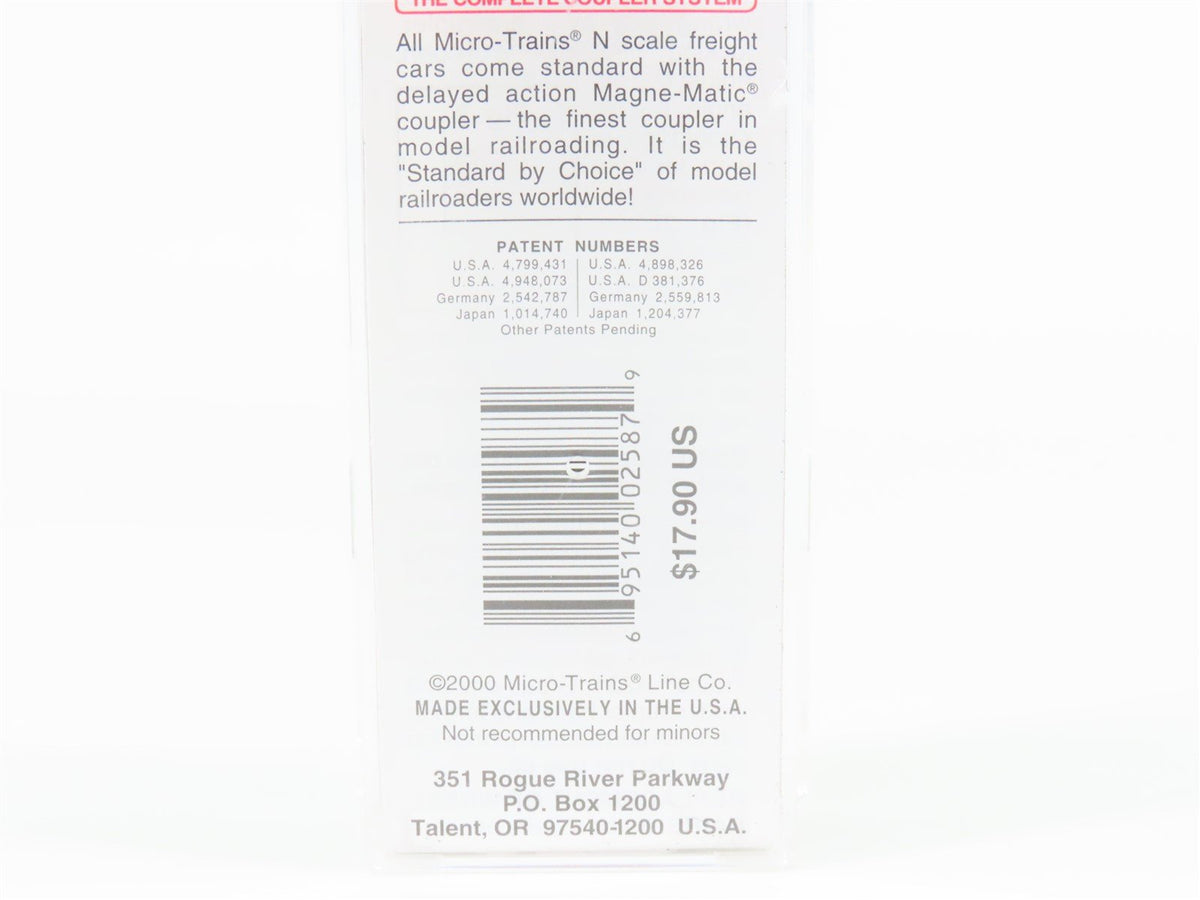 THE COMPLETE COUPLER SYSTEM
All Micro-Trains® N scale freight
cars come standard with the
delayed action Magne-Matic®
coupler — the finest coupler in
model railroading. It is the
"Standard by Choice" of model
railroaders worldwide!
PATENT NUMBERS
U.S.A. 4,799,431 | U.S.A. 4,898,326
U.S.A. 4,948,073 | U.S.A. D 381,376
Germany 2,542,787 | Germany 2,559,813
Japan 1,014,740 | Japan 1,204,377
Other Patents Pending
6 95140 02587 9
$17.90 US
©2000 Micro-Trains® Line Co.
MADE EXCLUSIVELY IN THE U.S.A.
Not recommended for minors
351 Rogue River Parkway
P.O. Box 1200
Talent, OR 97540-1200 U.S.A.